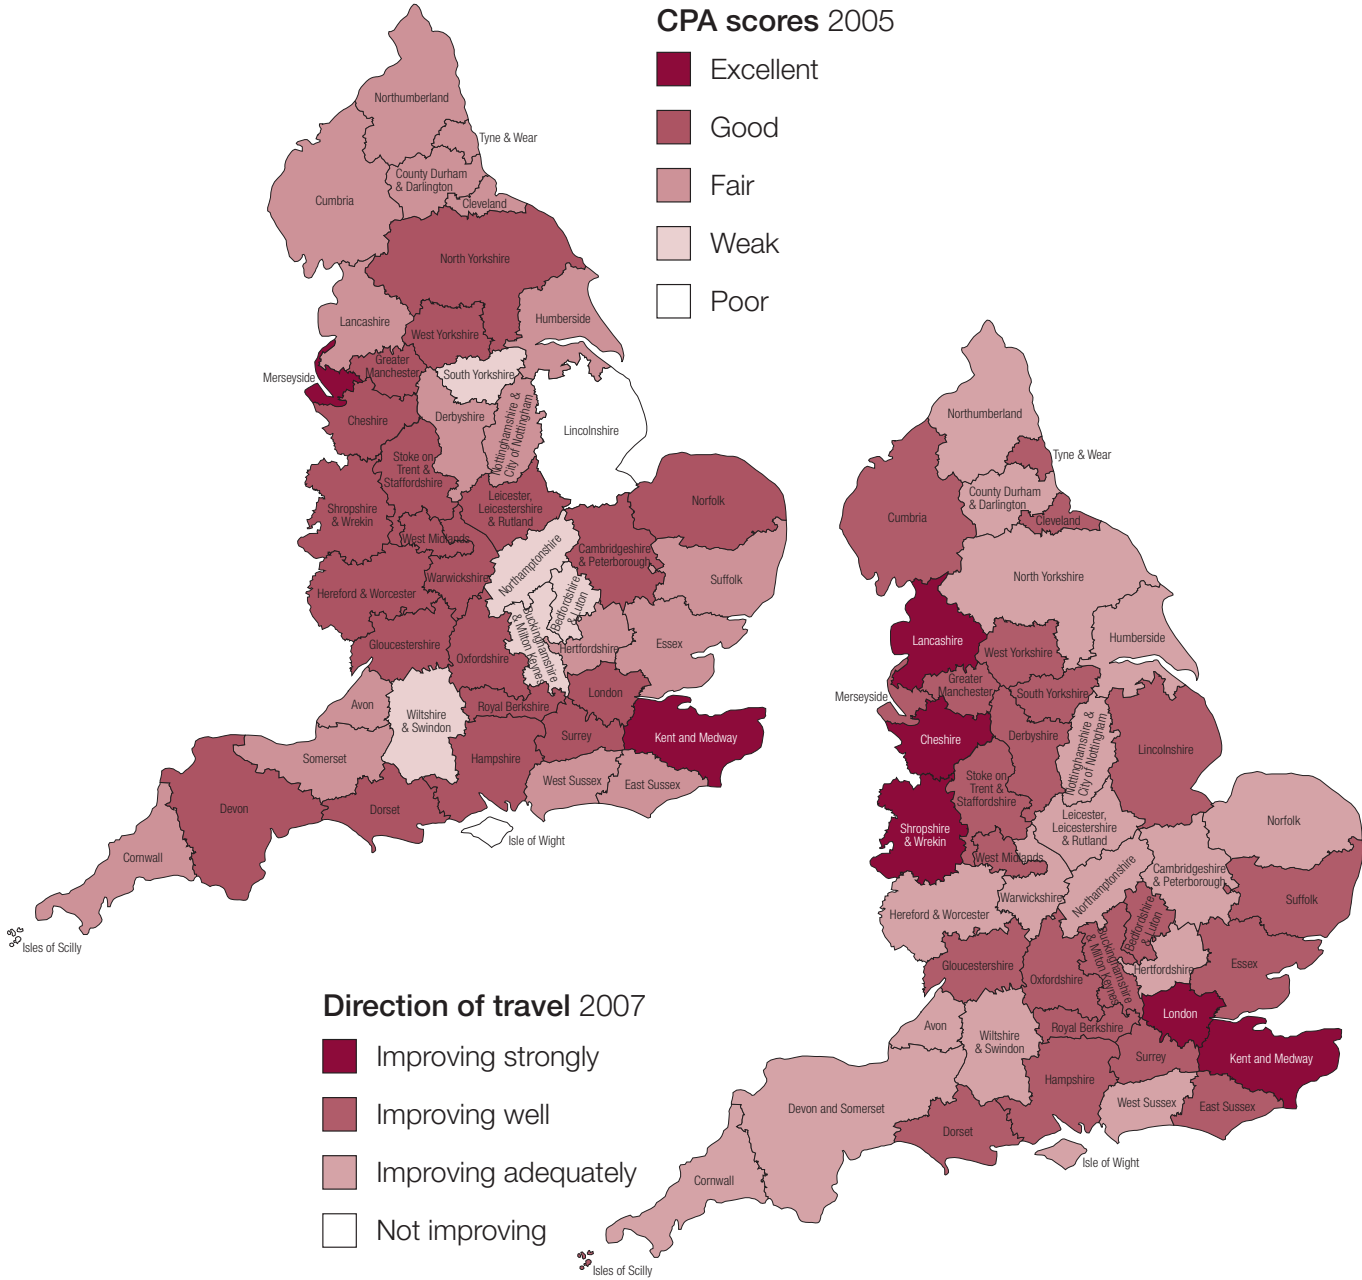 CPA scores 2005
Excellent
Good
Fair
Weak
Poor
Northumberland
Tyne & Wear
County Durham
& Darlington
Cumbria
Cleveland
North Yorkshire
Lancashire
Humberside
West Yorkshire
Greater
Manchester
Merseyside
South Yorkshire
Cheshire
Derbyshire
Nottinghamshire &
City of Nottingham
Lincolnshire
Stoke on
Trent &
Staffordshire
Leicester,
Leicestershire
& Rutland
Norfolk
Shropshire
& Wrekin
West Midlands
Northamptonshire
Cambridgeshire
& Peterborough
Warwickshire
Suffolk
Hereford & Worcester
Bedfordshire
& Luton
Buckinghamshire
& Milton Keynes
Gloucestershire
Oxfordshire
Hertfordshire
Essex
London
Avon
Wiltshire
& Swindon
Royal Berkshire
Surrey
Kent and Medway
Somerset
Hampshire
West Sussex
East Sussex
Devon
Dorset
Isle of Wight
Cornwall
Isles of Scilly
Direction of travel 2007
Improving strongly
Improving well
Improving adequately
Not improving
Northumberland
Tyne & Wear
County Durham
& Darlington
Cumbria
Cleveland
North Yorkshire
Lancashire
Humberside
West Yorkshire
Greater
Manchester
Merseyside
South Yorkshire
Cheshire
Derbyshire
Nottinghamshire &
City of Nottingham
Lincolnshire
Stoke on
Trent &
Staffordshire
Leicester,
Leicestershire
& Rutland
Norfolk
Shropshire
& Wrekin
West Midlands
Northamptonshire
Cambridgeshire
& Peterborough
Warwickshire
Suffolk
Hereford & Worcester
Bedfordshire
& Luton
Buckinghamshire
& Milton Keynes
Gloucestershire
Oxfordshire
Hertfordshire
Essex
London
Avon
Wiltshire
& Swindon
Royal Berkshire
Surrey
Kent and Medway
Hampshire
Devon and Somerset
West Sussex
East Sussex
Dorset
Isle of Wight
Cornwall
Isles of Scilly